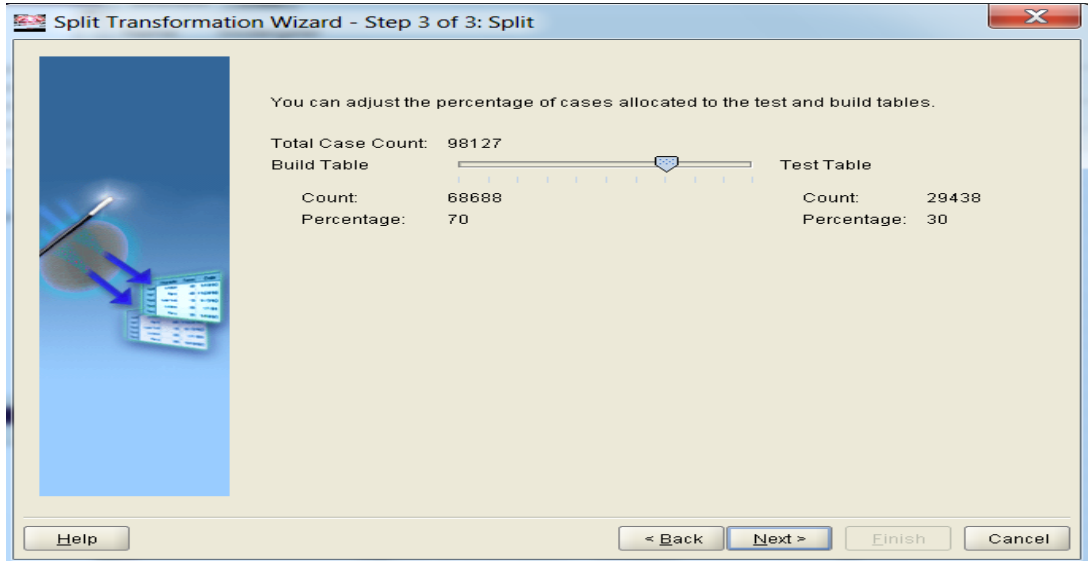 Split Transformation Wizard - Step 3 of 3: Split
You can adjust the percentage of cases allocated to the test and build tables.
Total Case Count: 98127
Build Table Test Table
Count: 68688 Count: 29438
Percentage: 70 Percentage: 30
Help < Back Next > Finish Cancel